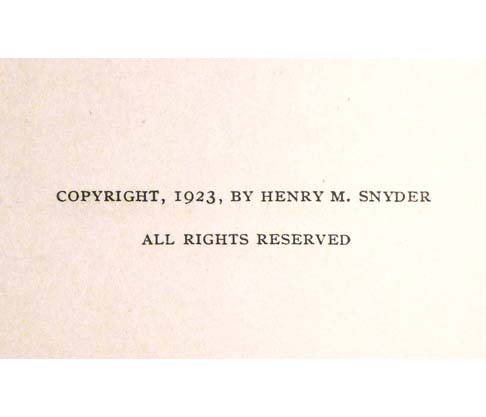 COPYRIGHT, 1923, BY HENRY M. SNYDER
ALL RIGHTS RESERVED